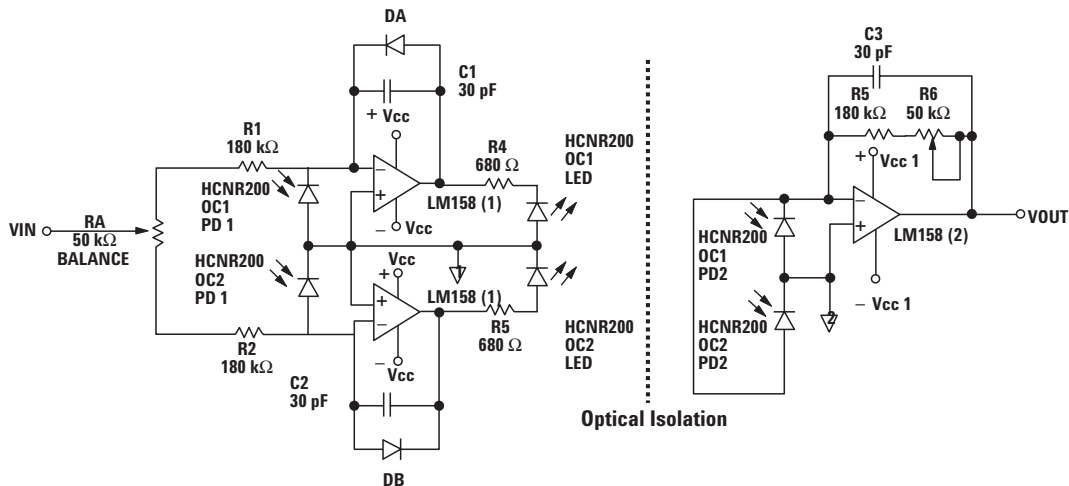 DA
C1
30 pF
+ Vcc
R1
180 kΩ
HCNR200
OC1
PD 1
−
+
LM158 (1)
− Vcc
R4
680 Ω
HCNR200
OC1
LED
VIN
RA
50 kΩ
BALANCE
HCNR200
OC2
PD 1
1
+ Vcc
+
−
LM158 (1)
− Vcc
R5
680 Ω
HCNR200
OC2
LED
R2
180 kΩ
C2
30 pF
DB
Optical Isolation
C3
30 pF
R5
180 kΩ
R6
50 kΩ
+ Vcc 1
−
+
LM158 (2)
VOUT
− Vcc 1
HCNR200
OC1
PD2
2
HCNR200
OC2
PD2